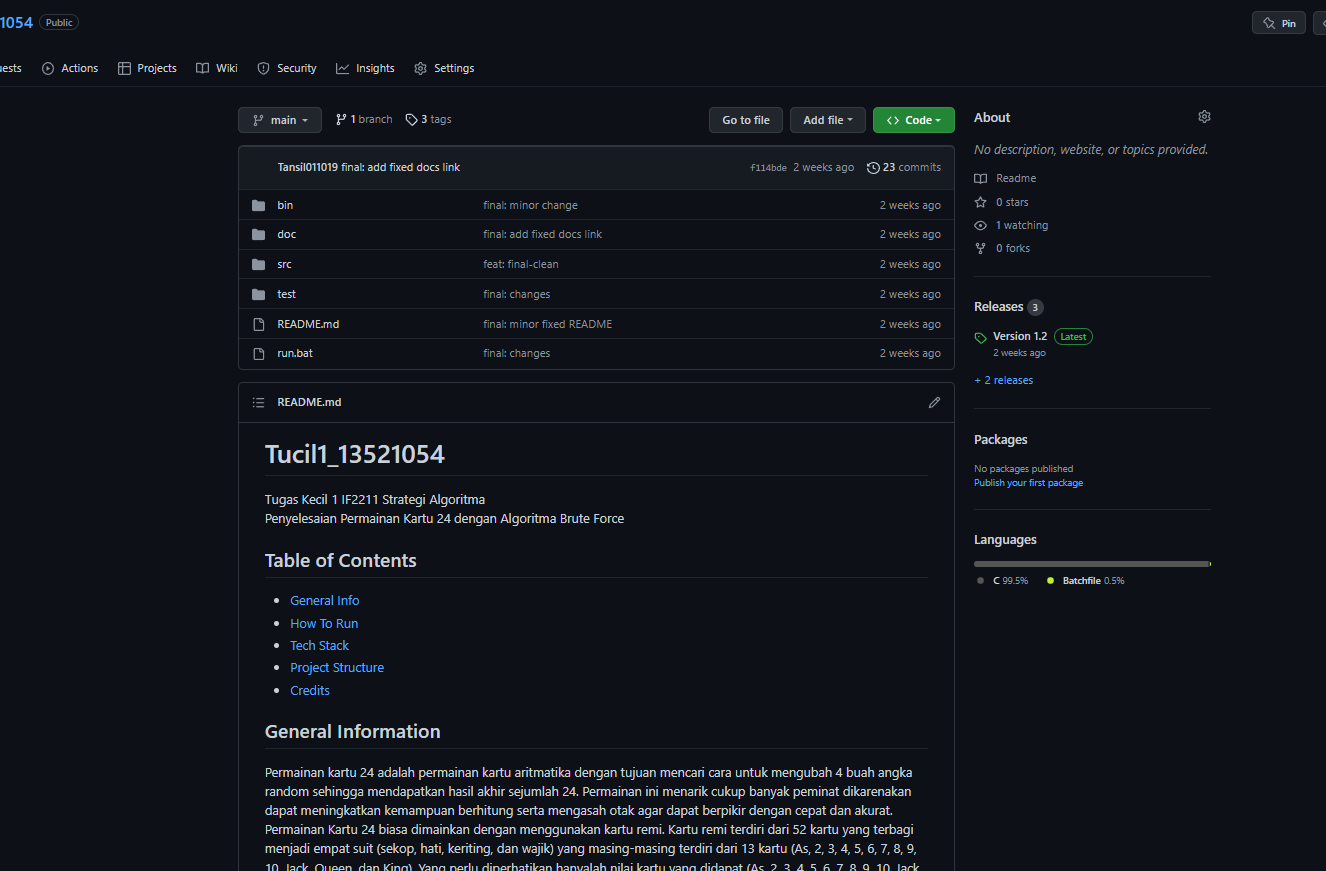 1054 Public
Pin
uests Actions Projects Wiki Security Insights Settings
main 1 branch 3 tags Go to file Add file Code
Tansil011019 final: add fixed docs link f114bde 2 weeks ago 23 commits
bin final: minor change 2 weeks ago
doc final: add fixed docs link 2 weeks ago
src feat: final-clean 2 weeks ago
test final: changes 2 weeks ago
README.md final: minor fixed README 2 weeks ago
run.bat final: changes 2 weeks ago
README.md
Tucil1_13521054
Tugas Kecil 1 IF2211 Strategi Algoritma
Penyelesaian Permainan Kartu 24 dengan Algoritma Brute Force
Table of Contents
General Info
How To Run
Tech Stack
Project Structure
Credits
General Information
Permainan kartu 24 adalah permainan kartu aritmatika dengan tujuan mencari cara untuk mengubah 4 buah angka
random sehingga mendapatkan hasil akhir sejumlah 24. Permainan ini menarik cukup banyak peminat dikarenakan
dapat meningkatkan kemampuan berhitung serta mengasah otak agar dapat berpikir dengan cepat dan akurat.
Permainan Kartu 24 biasa dimainkan dengan menggunakan kartu remi. Kartu remi terdiri dari 52 kartu yang terbagi
menjadi empat suit (sekop, hati, keriting, dan wajik) yang masing-masing terdiri dari 13 kartu (As, 2, 3, 4, 5, 6, 7, 8, 9,
10, Jack, Queen, dan King). Yang perlu diperhatikan hanyalah nilai kartu yang didapat (As, 2, 3, 4, 5, 6, 7, 8, 9, 10, Jack,
About
No description, website, or topics provided.
Readme
0 stars
1 watching
0 forks
Releases 3
Version 1.2 Latest
2 weeks ago
+ 2 releases
Packages
No packages published
Publish your first package
Languages
C 99.5% Batchfile 0.5%